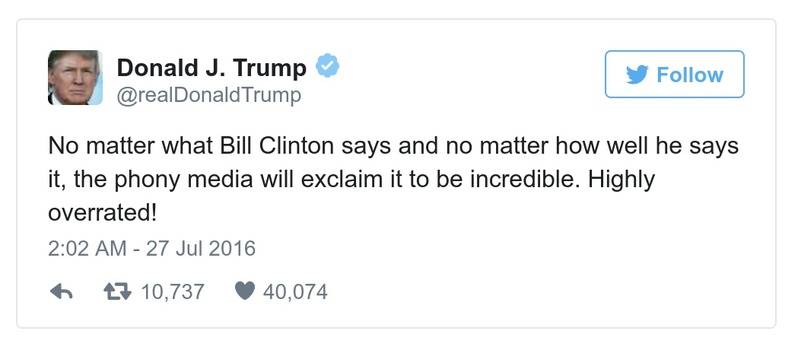 Donald J. Trump
Follow
@realDonaldTrump
No matter what Bill Clinton says and no matter how well he says
it, the phony media will exclaim it to be incredible. Highly
overrated!
2:02 AM - 27 Jul 2016
10,737 40,074